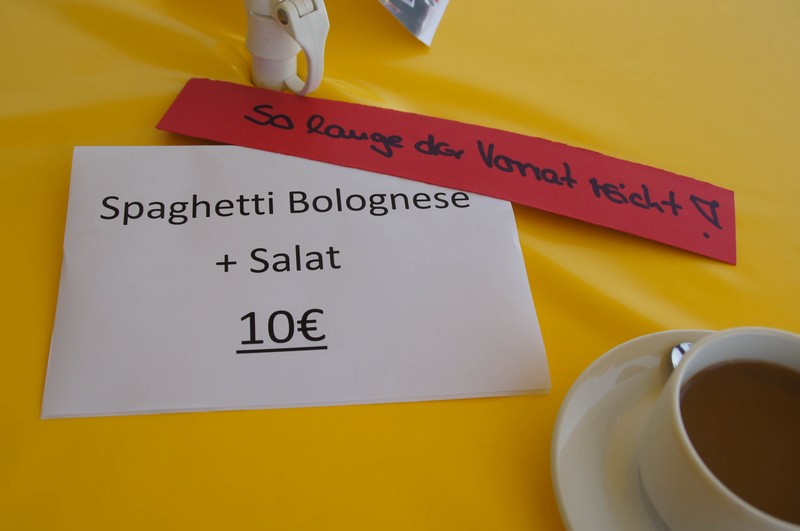 So lange der Vorrat reicht!
Spaghetti Bolognese
+ Salat
10€